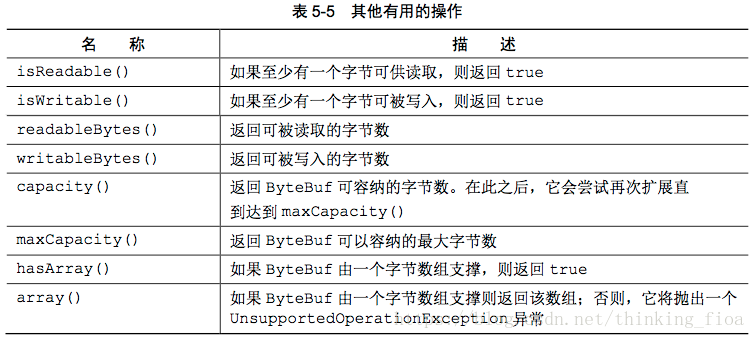 表 5-5 其他有用的操作
名 称 描 述
isReadable() 如果至少有一个字节可供读取，则返回 true
isWritable() 如果至少有一个字节可被写入，则返回 true
readableBytes() 返回可被读取的字节数
writableBytes() 返回可被写入的字节数
capacity() 返回 ByteBuf 可容纳的字节数。在此之后，它会尝试再次扩展直
到达到 maxCapacity()
maxCapacity() 返回 ByteBuf 可以容纳的最大字节数
hasArray() 如果 ByteBuf 由一个字节数组支撑，则返回 true
array() 如果 ByteBuf 由一个字节数组支撑则返回该数组；否则，它将抛出一个
UnsupportedOperationException 异常
https://blog.csdn.net/thinking_fioa